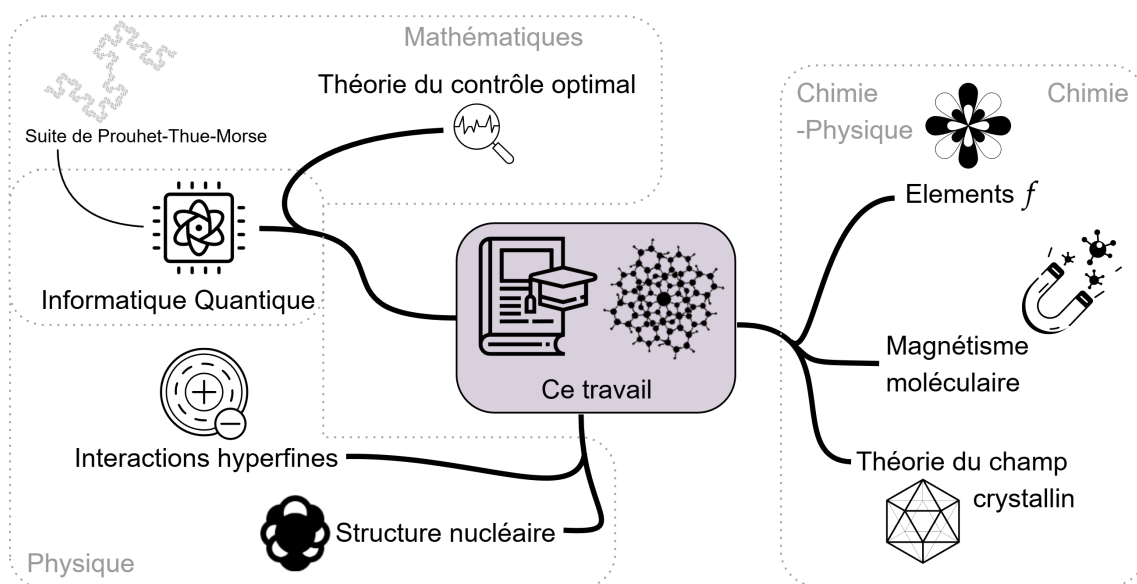 Mathématiques
Théorie du contrôle optimal
Suite de Prouhet-Thue-Morse
Informatique Quantique
Interactions hyperfines
Structure nucléaire
Physique
Ce travail
Chimie
-Physique
Chimie
Elements f
Magnétisme
moléculaire
Théorie du champ
crystallin